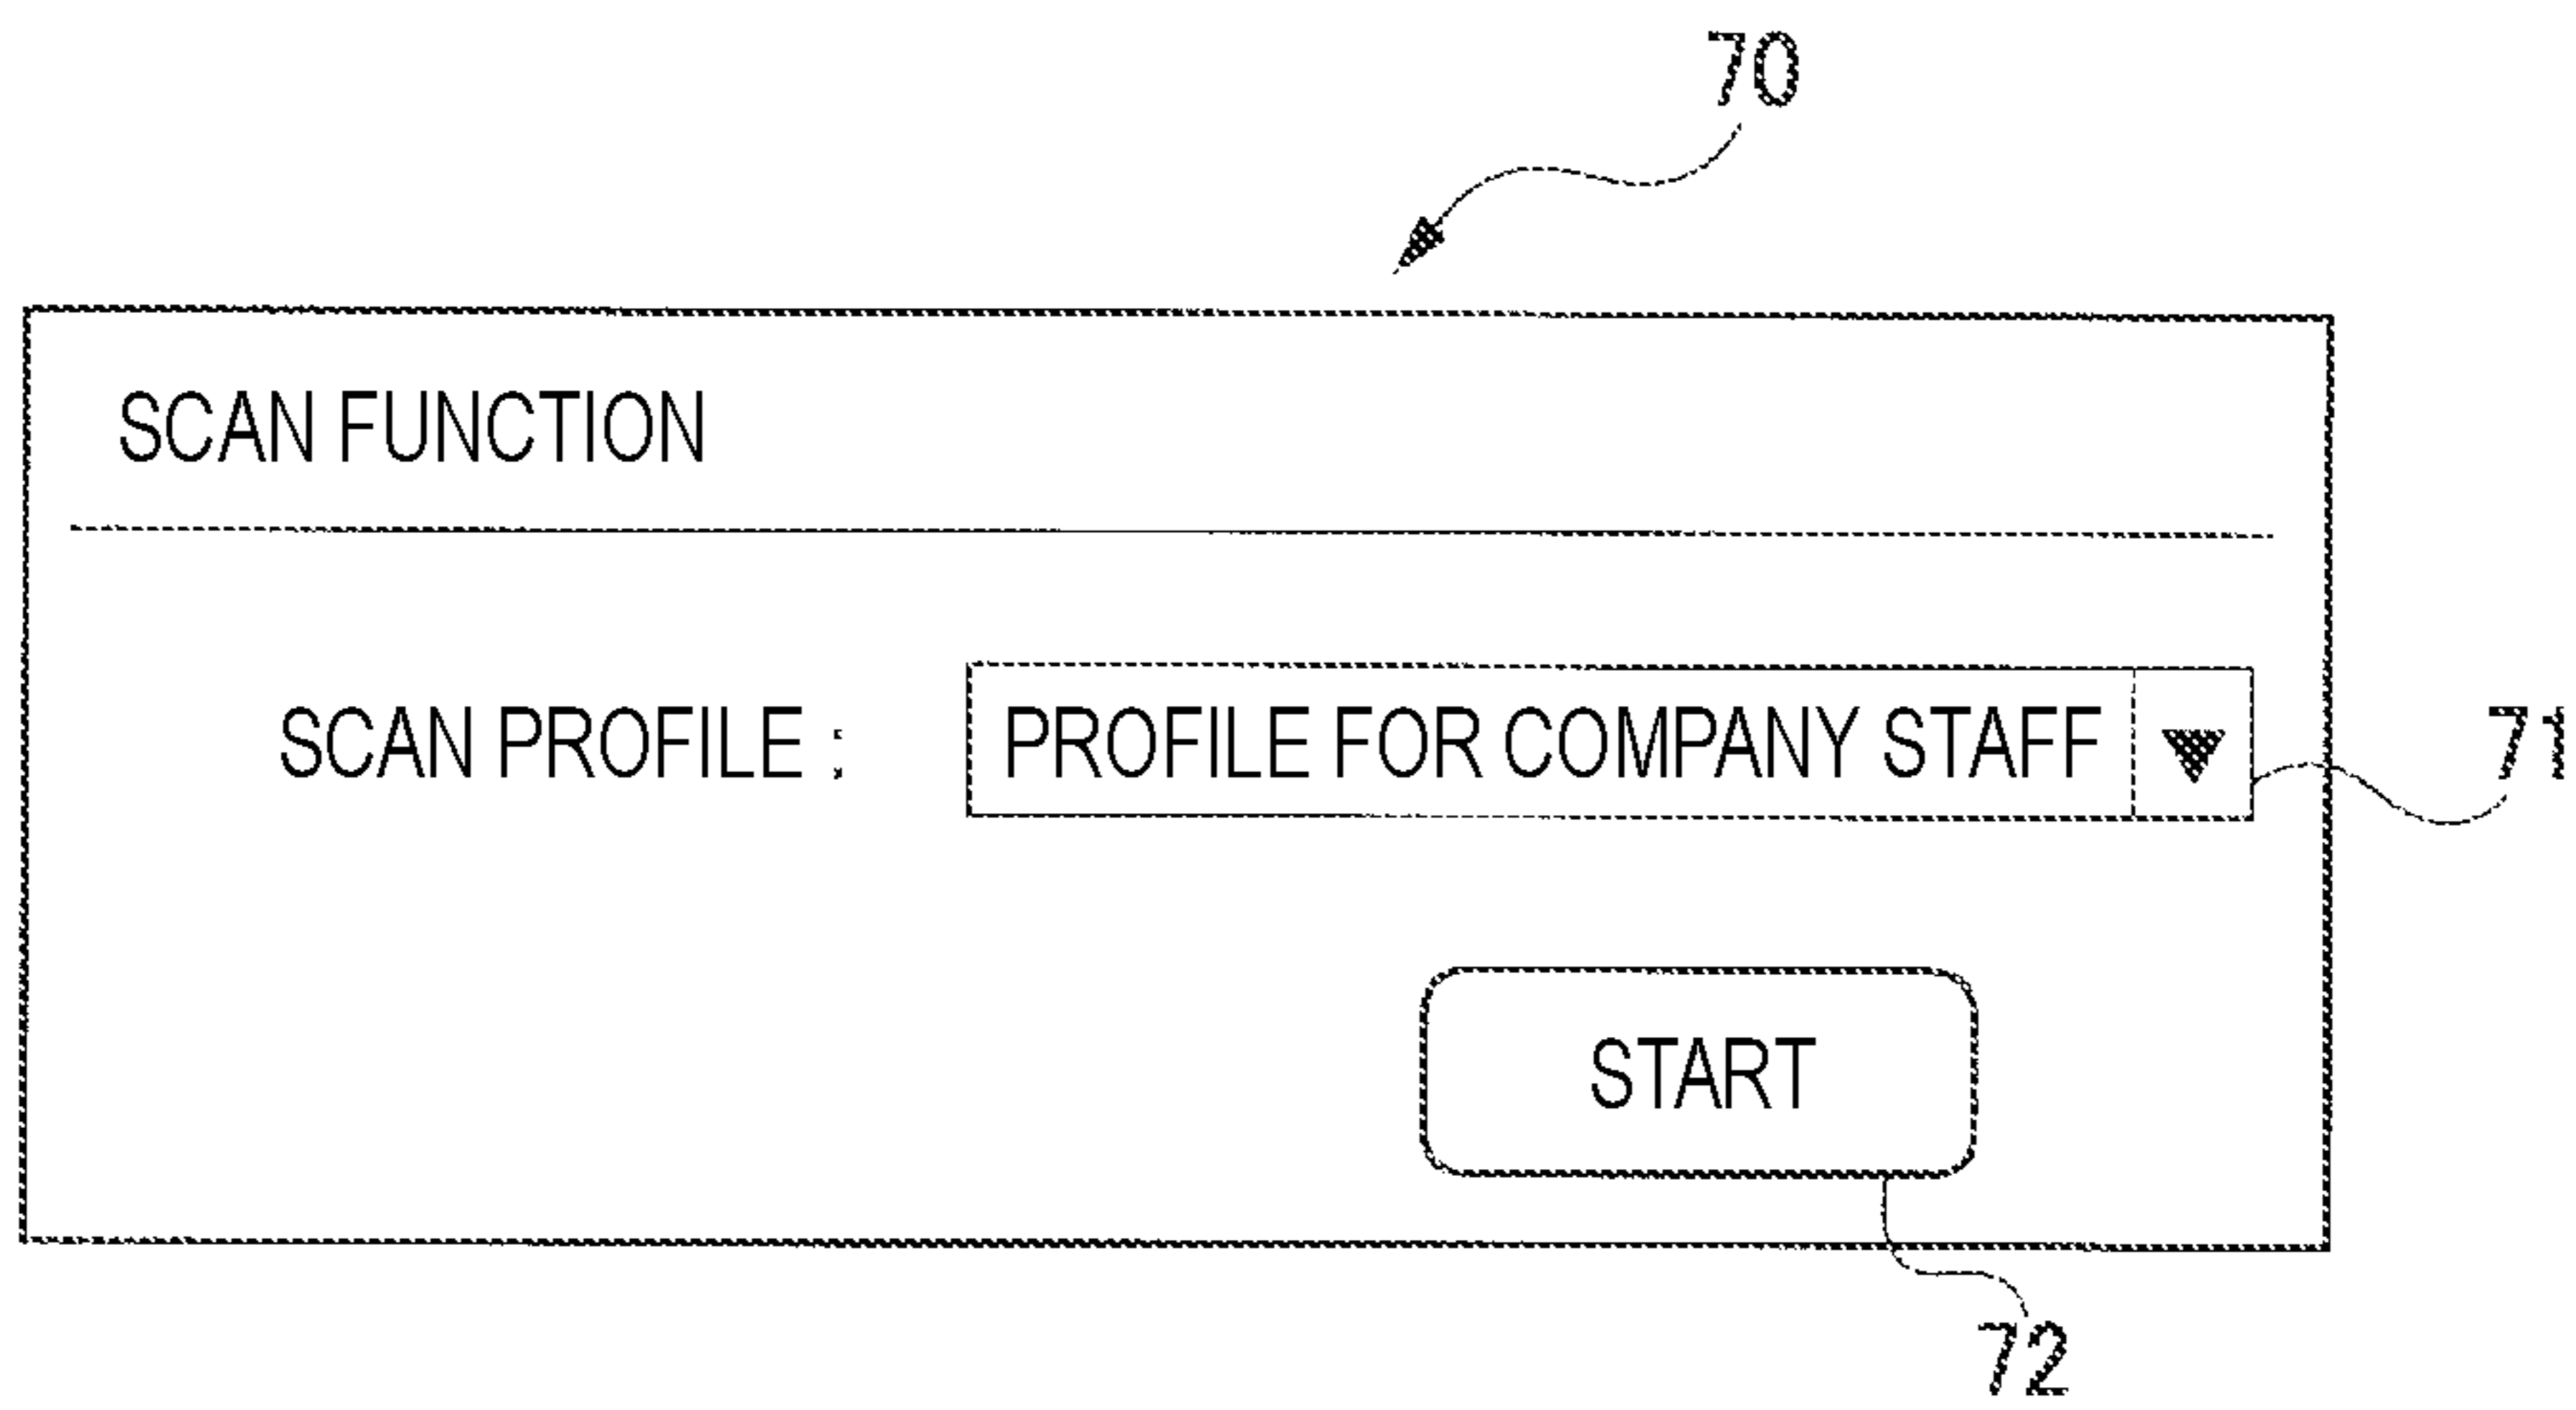 70
SCAN FUNCTION
SCAN PROFILE : PROFILE FOR COMPANY STAFF
71
START
72